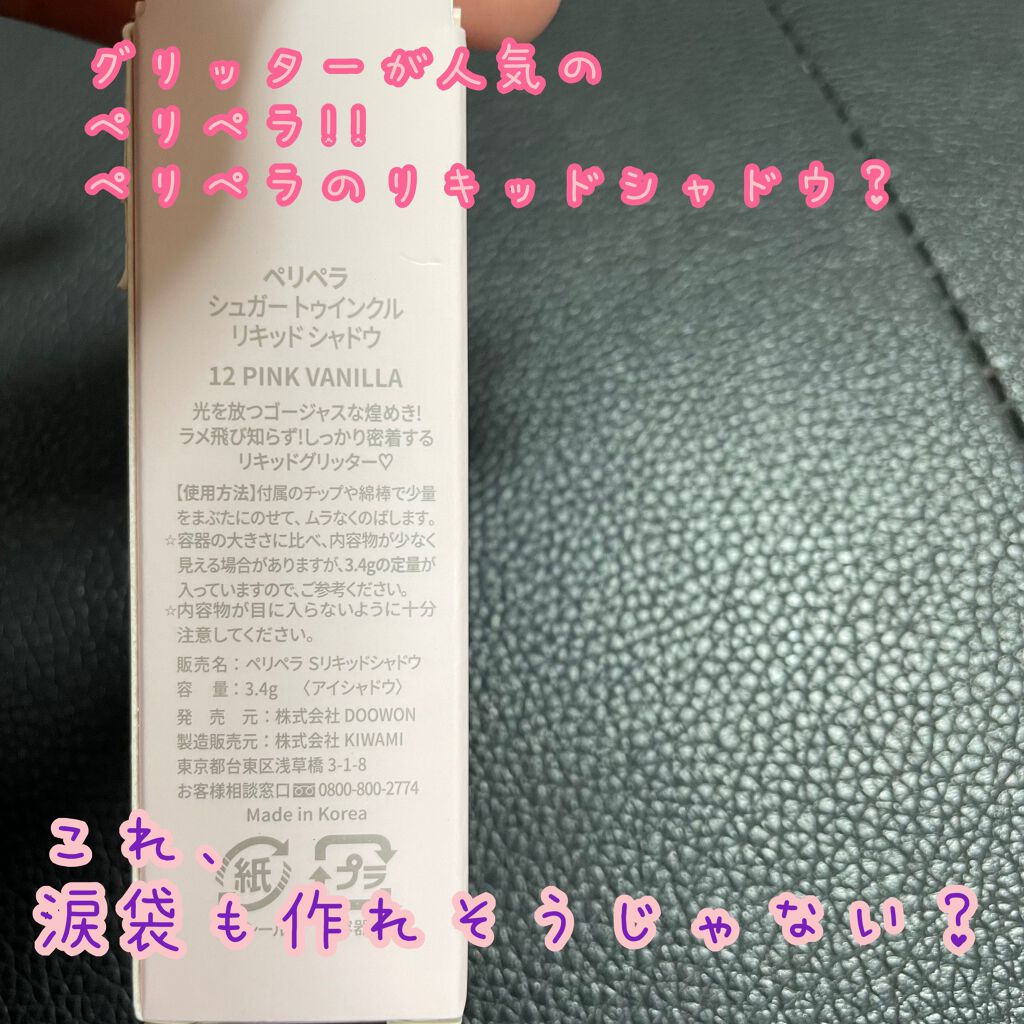 グリッターが人気の
ペリペラ!!
ペリペラのリキッドシャドウ?
ペリペラ
シュガー トゥインクル
リキッド シャドウ
12 PINK VANILLA
光を放つゴージャスな煌めき!
ラメ飛び知らず!しっかり密着する
リキッドグリッター♡
【使用方法】付属のチップや綿棒で少量
をまぶたにのせて、ムラなくのばします。
☆容器の大きさに比べ、内容物が少なく
見える場合がありますが、3.4gの定量が
入っていますので、ご参考ください。
☆内容物が目に入らないように十分
注意してください。
販売名：ペリペラ Sリキッドシャドウ
容 量：3.4g 〈アイシャドウ〉
発 売 元：株式会社 DOOWON
製造販売元：株式会社 KIWAMI
東京都台東区浅草橋 3-1-8
お客様相談窓口 0800-800-2774
Made in Korea
紙 プラ
これ、
涙袋も作れそうじゃない?